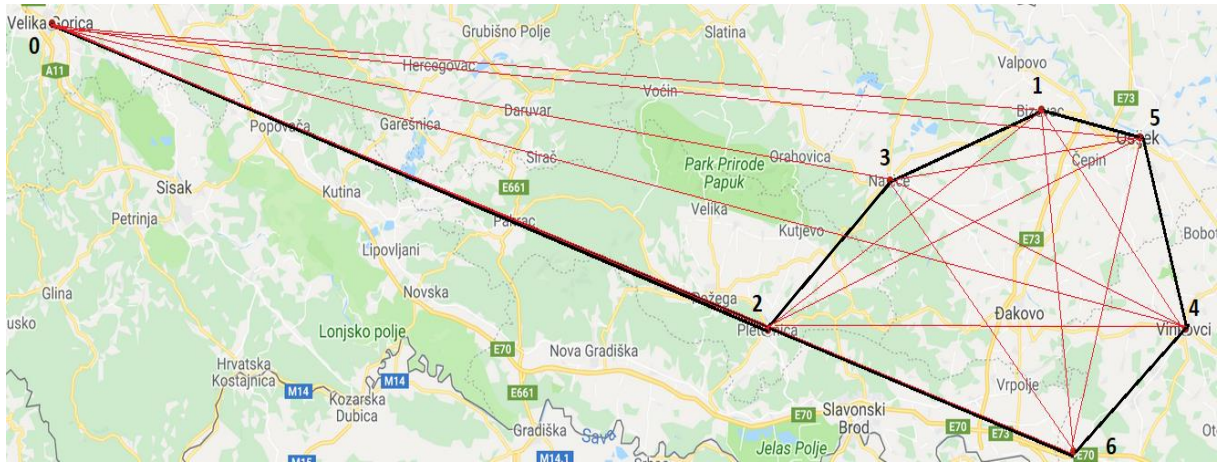 Velika Gorica
0
A11
Grubišno Polje
Slatina
Hercegovac
Valpovo
1
Bizovac
E73
5
Osijek
Voćin
Daruvar
Popovača
Garešnica
Sirač
Park Prirode
Papuk
Orahovica
3
Našice
Čepin
Sisak
Kutina
E661
Petrinja
Velika
Kutjevo
Pakrac
E73
Lipovljani
Glina
Novska
Požega
2
Pleternica
Đakovo
4
Vinkovci
Lonjsko polje
E70
Nova Gradiška
Hrvatska
Kostajnica
M14
M14
Kozarska
Dubica
E661
Vrpolje
Slavonski
Brod
E70
E70
E73
Gradiška
Sava
Jelas Polje
6
E70
M15
M14.1